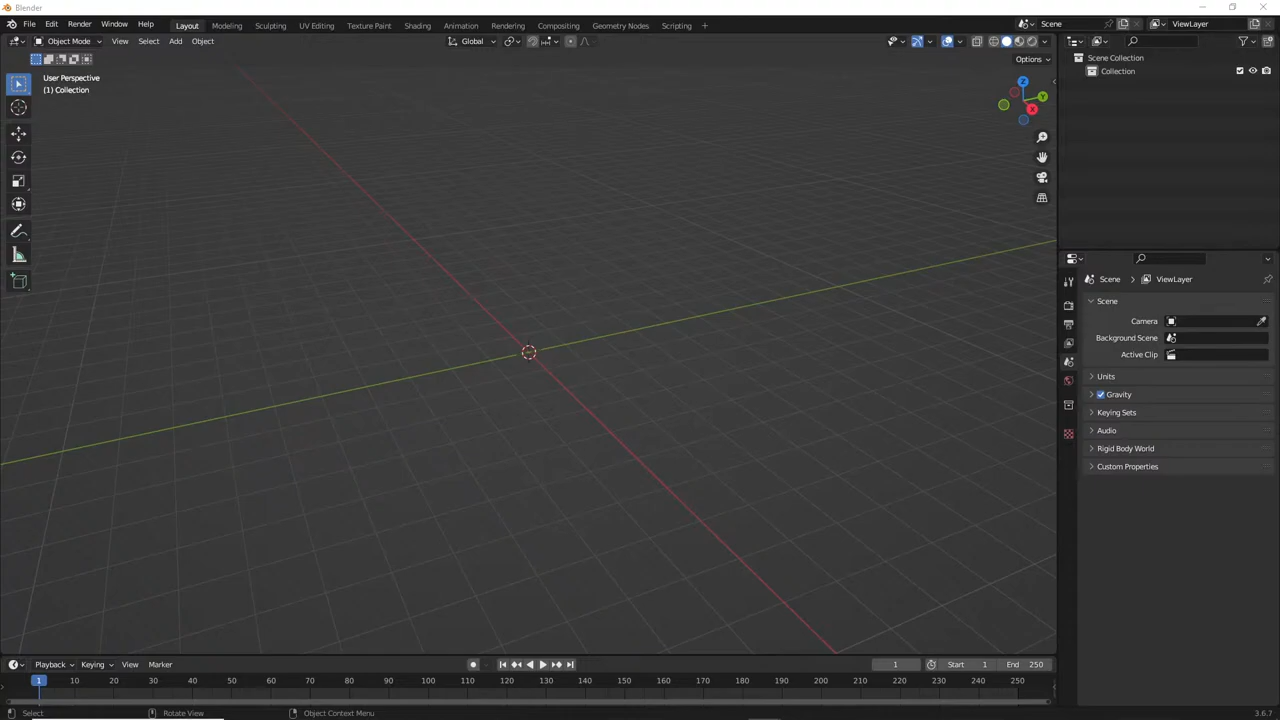 Blender
File Edit Render Window Help Layout Modeling Sculpting UV Editing Texture Paint Shading Animation Rendering Compositing Geometry Nodes Scripting + Scene ViewLayer
Object Mode View Select Add Object Global
Options
User Perspective
(1) Collection
Z
Y
X
Scene Collection
Collection
Scene > ViewLayer
Scene
Camera
Background Scene
Active Clip
Units
Gravity
Keying Sets
Audio
Rigid Body World
Custom Properties
Playback Keying View Marker 1 Start 1 End 250
1 10 20 30 40 50 60 70 80 90 100 110 120 130 140 150 160 170 180 190 200 210 220 230 240 250
Select Rotate View Object Context Menu 3.6.7